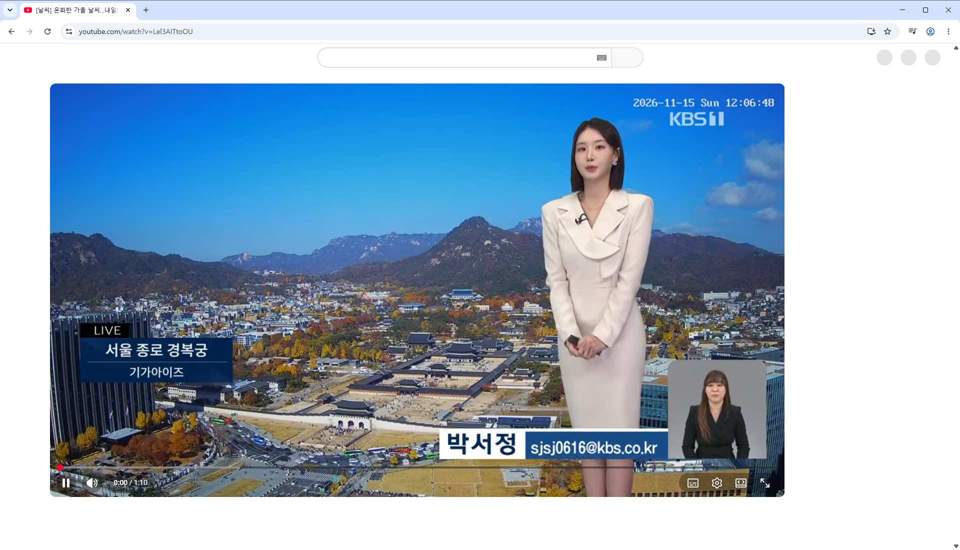 [날씨] 온화한 가을 날씨...내일
youtube.com/watch?v=Lel3AITtoOU
2026-11-15 Sun 12:06:48
KBS 1
LIVE
서울 종로 경복궁
기가아이즈
박서정 sjsj0616@kbs.co.kr
0:00 / 1:10